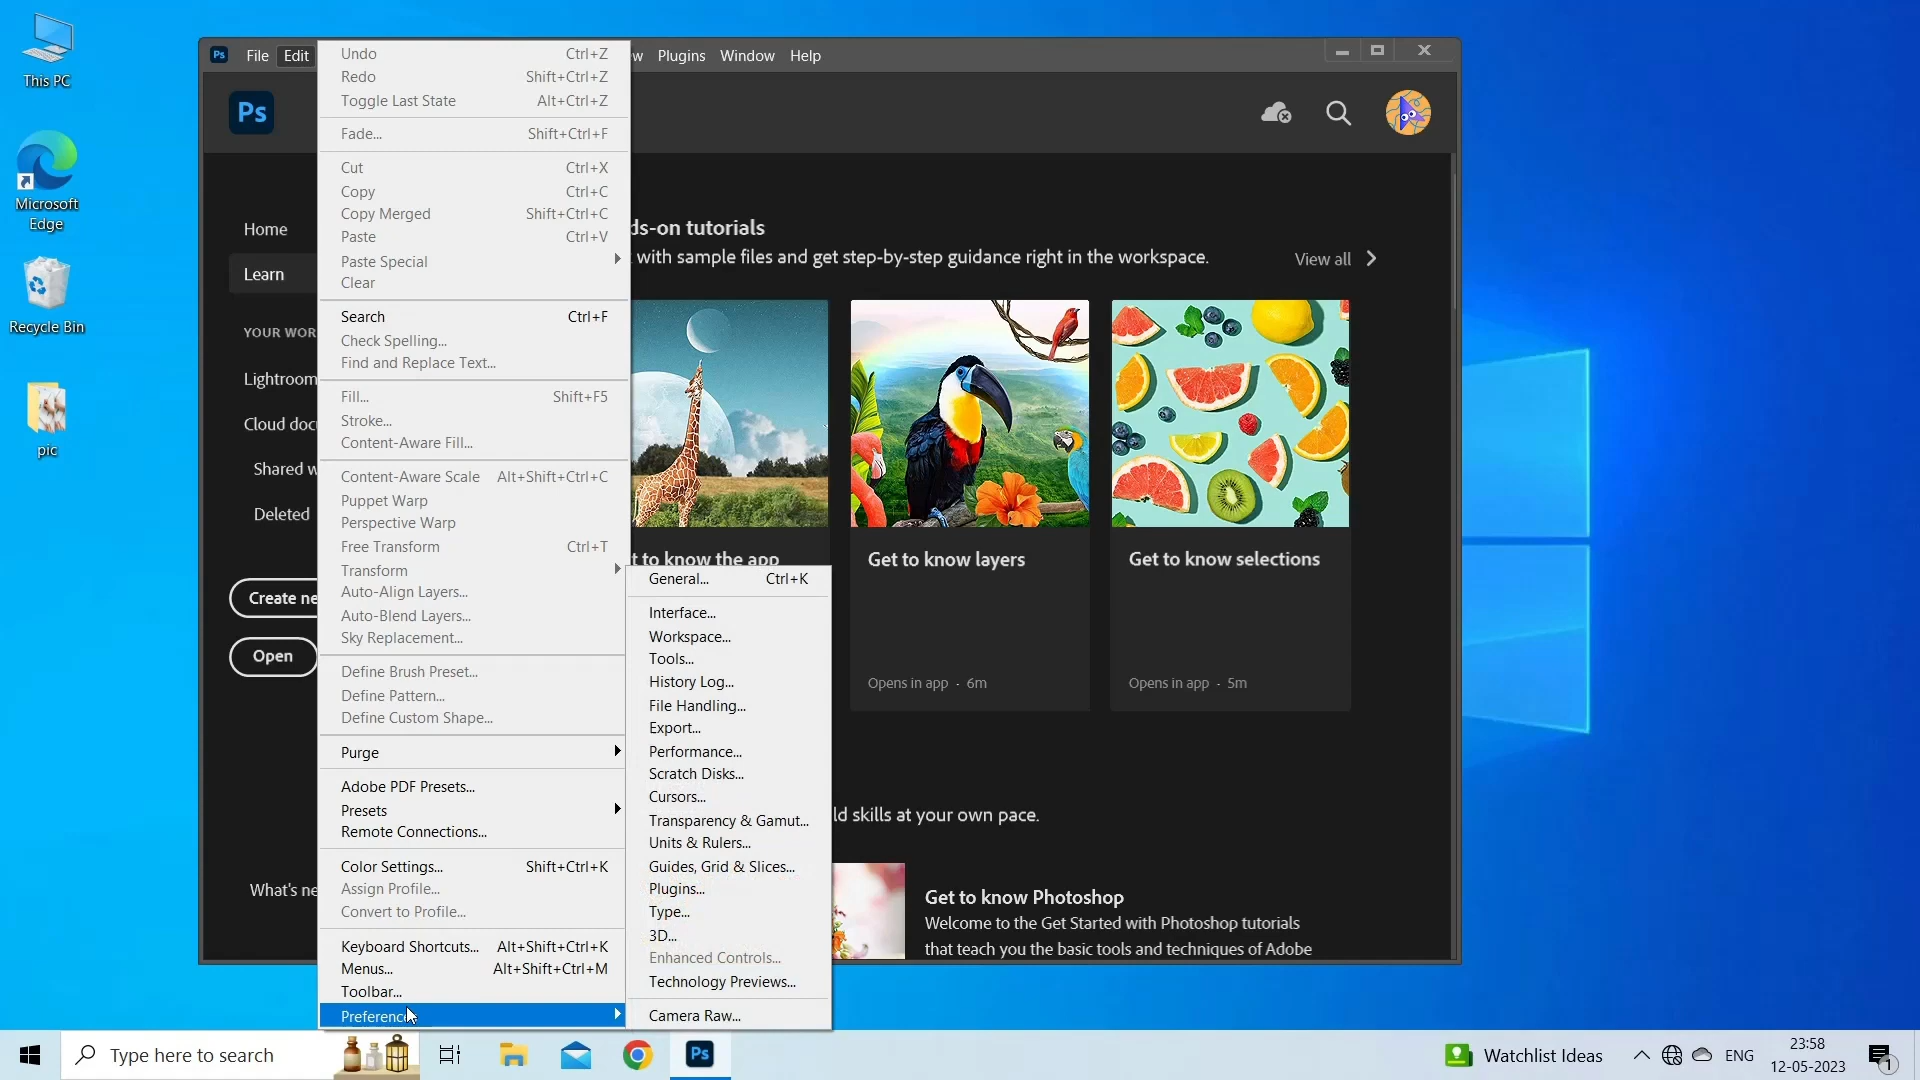 This PC
Microsoft
Edge
Recycle Bin
pic
Ps File Edit w Plugins Window Help
Ps
Home
Learn
YOUR WOR
Lightroom
Cloud doc
Shared w
Deleted
Create ne
Open
What's ne
Undo Ctrl+Z
Redo Shift+Ctrl+Z
Toggle Last State Alt+Ctrl+Z
Fade... Shift+Ctrl+F
Cut Ctrl+X
Copy Ctrl+C
Copy Merged Shift+Ctrl+C
Paste Ctrl+V
Paste Special
Clear
Search Ctrl+F
Check Spelling...
Find and Replace Text...
Fill... Shift+F5
Stroke...
Content-Aware Fill...
Content-Aware Scale Alt+Shift+Ctrl+C
Puppet Warp
Perspective Warp
Free Transform Ctrl+T
Transform
Auto-Align Layers...
Auto-Blend Layers...
Sky Replacement...
Define Brush Preset...
Define Pattern...
Define Custom Shape...
Purge
Adobe PDF Presets...
Presets
Remote Connections...
Color Settings... Shift+Ctrl+K
Assign Profile...
Convert to Profile...
Keyboard Shortcuts... Alt+Shift+Ctrl+K
Menus... Alt+Shift+Ctrl+M
Toolbar...
Preference
General... Ctrl+K
Interface...
Workspace...
Tools...
History Log...
File Handling...
Export...
Performance...
Scratch Disks...
Cursors...
Transparency & Gamut...
Units & Rulers...
Guides, Grid & Slices...
Plugins...
Type...
3D...
Enhanced Controls...
Technology Previews...
Camera Raw...
ds-on tutorials
with sample files and get step-by-step guidance right in the workspace.
View all
t to know the app
Get to know layers
Opens in app · 6m
Get to know selections
Opens in app · 5m
ld skills at your own pace.
Get to know Photoshop
Welcome to the Get Started with Photoshop tutorials
that teach you the basic tools and techniques of Adobe
Type here to search
Ps
Watchlist Ideas
ENG
23:58
12-05-2023
1